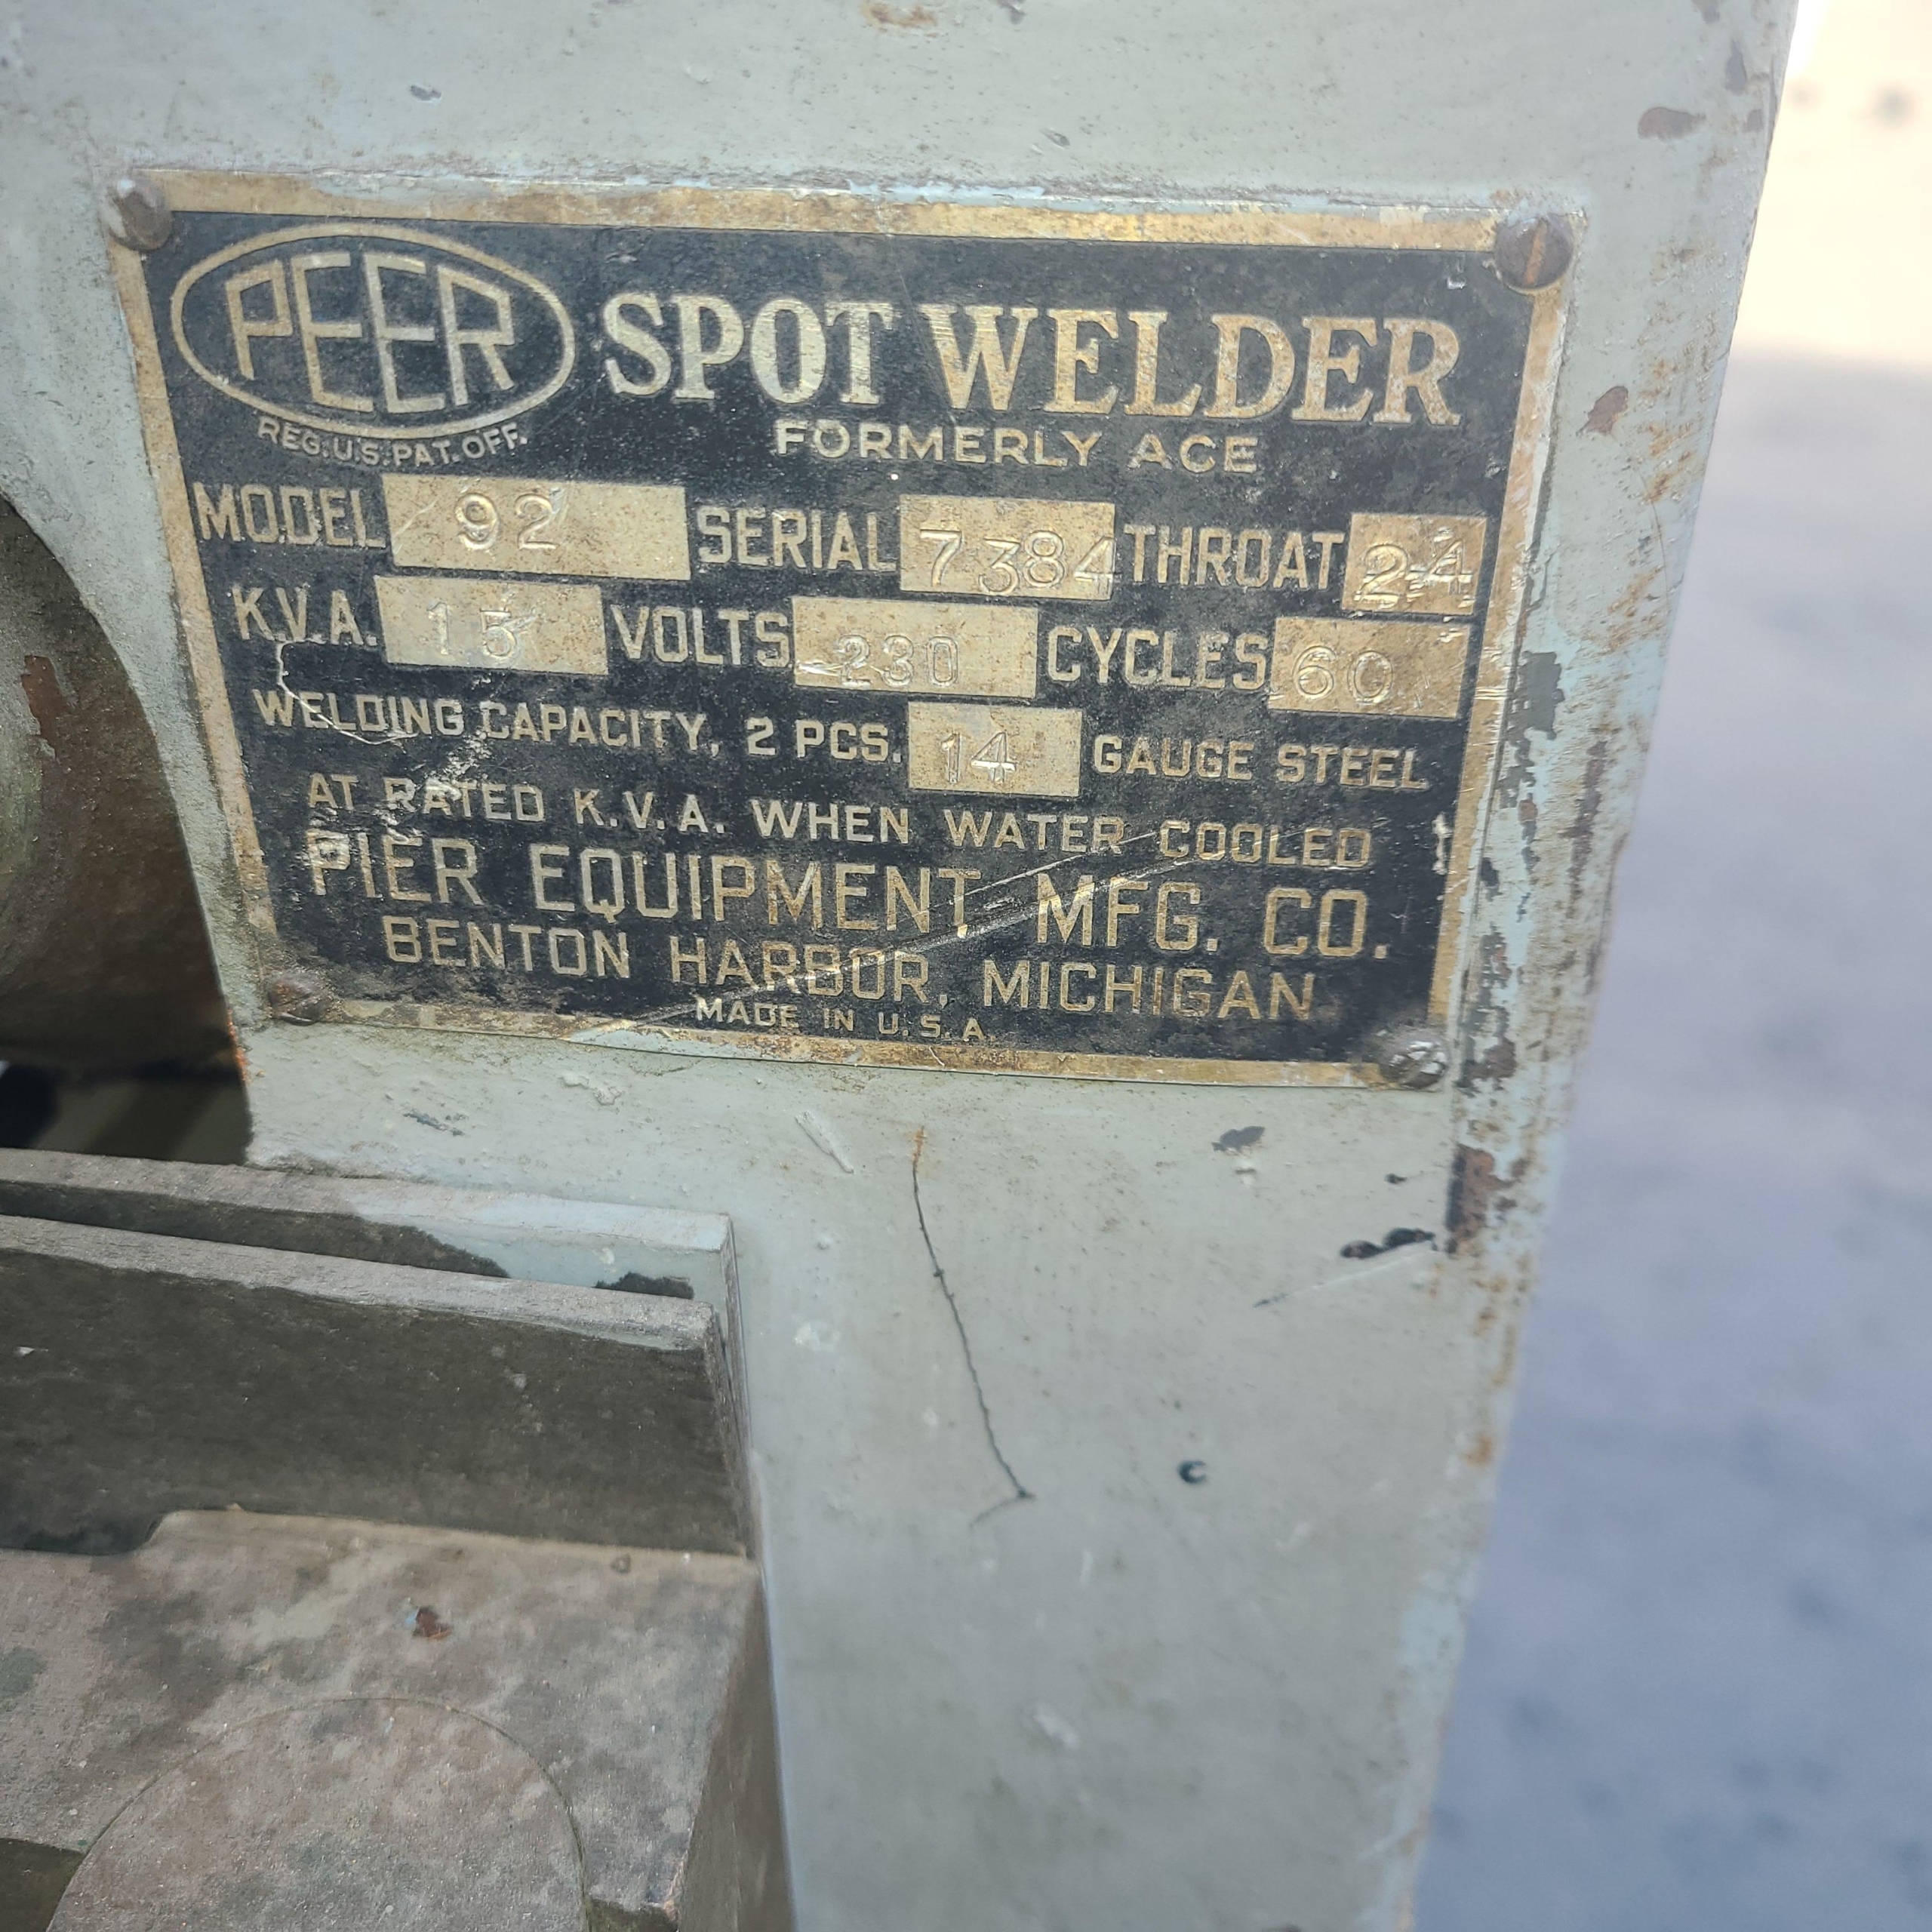 PEER SPOT WELDER
REG. U.S. PAT. OFF. FORMERLY ACE
MODEL 92 SERIAL 7384 THROAT 24
K.V.A. 15 VOLTS 230 CYCLES 60
WELDING CAPACITY, 2 PCS. 14 GAUGE STEEL
AT RATED K.V.A. WHEN WATER COOLED
PIER EQUIPMENT MFG. CO.
BENTON HARBOR, MICHIGAN
MADE IN U.S.A.